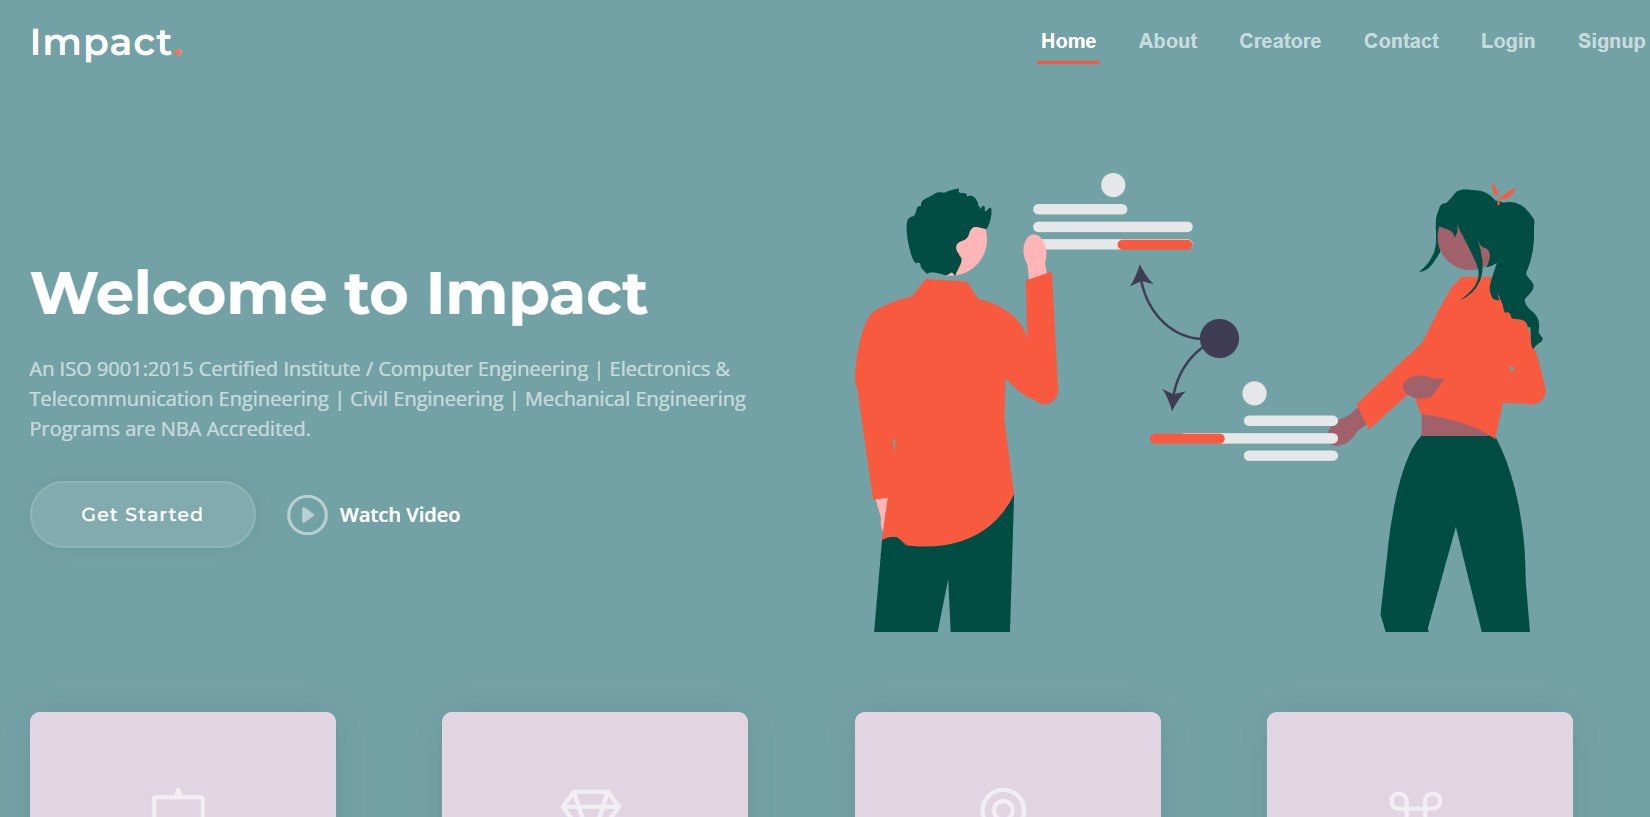 Impact.
Home About Creatore Contact Login Signup
Welcome to Impact
An ISO 9001:2015 Certified Institute / Computer Engineering | Electronics &
Telecommunication Engineering | Civil Engineering | Mechanical Engineering
Programs are NBA Accredited.
Get Started
Watch Video